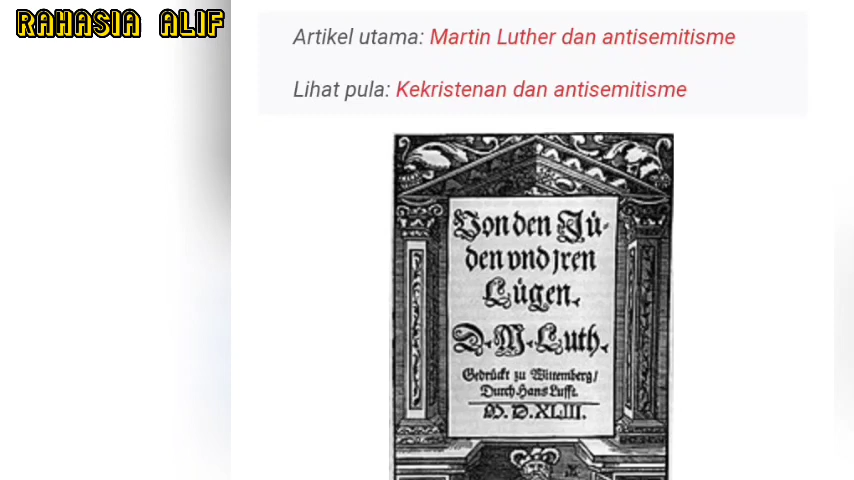 RAHASIA ALIF
Artikel utama: Martin Luther dan antisemitisme
Lihat pula: Kekristenan dan antisemitisme
Von den Jü-
den vnd jren
Lügen.
D. M. Luth.
Gedrückt zu Wittemberg/
Durch Hans Lufft.
M. D. XLIII.